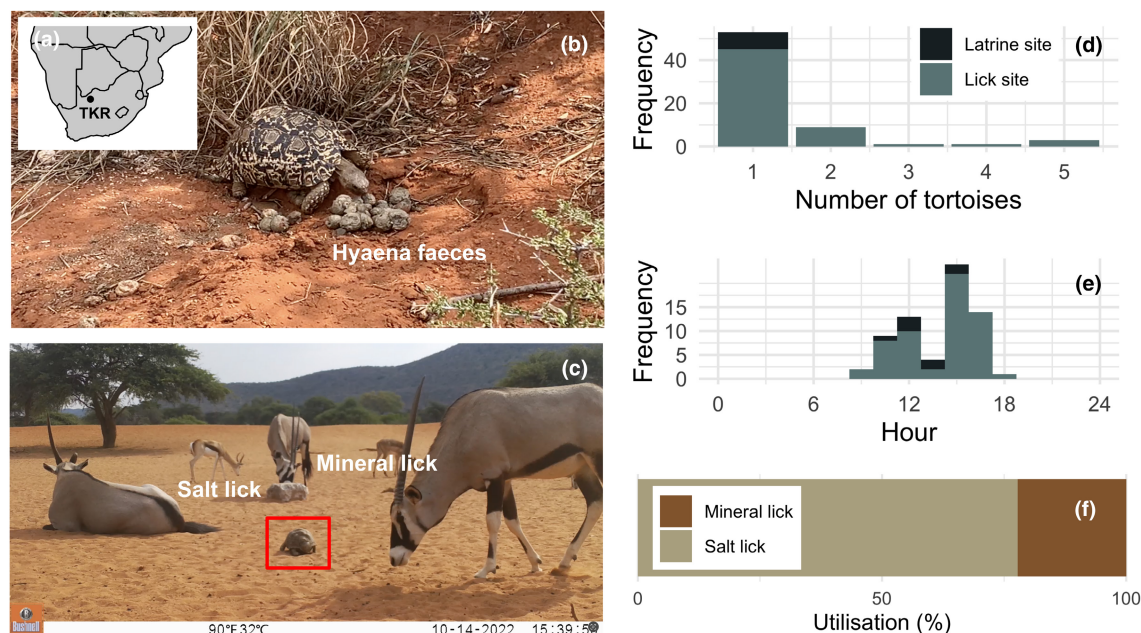 (a)
TKR
(b)
Hyaena faeces
(c)
Mineral lick
Salt lick
Bushnell
90°F32°C
10-14-2022
(d)
Latrine site
Lick site
Frequency
40
20
0
1 2 3 4 5
Number of tortoises
(e)
Frequency
15
10
5
0
0 6 12 18 24
Hour
(f)
Mineral lick
Salt lick
0 50 100
Utilisation (%)